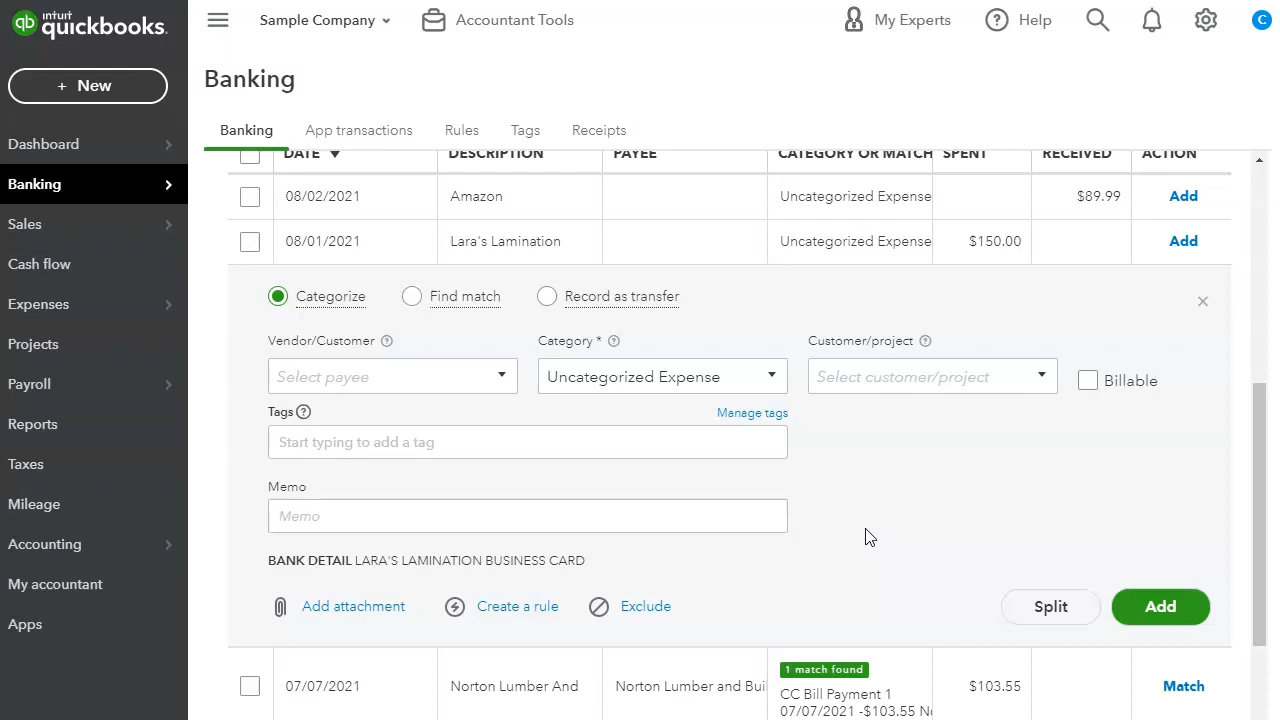 intuit
quickbooks.
Sample Company
Accountant Tools
My Experts
Help
C
+ New
Banking
Dashboard
Banking
Sales
Cash flow
Expenses
Projects
Payroll
Reports
Taxes
Mileage
Accounting
My accountant
Apps
Banking App transactions Rules Tags Receipts
DATE ▼ DESCRIPTION PAYEE CATEGORY OR MATCH SPENT RECEIVED ACTION
08/02/2021 Amazon Uncategorized Expense $89.99 Add
08/01/2021 Lara's Lamination Uncategorized Expense $150.00 Add
Categorize Find match Record as transfer
Vendor/Customer ? Category * ? Customer/project ?
Select payee Uncategorized Expense Select customer/project Billable
Tags ? Manage tags
Start typing to add a tag
Memo
Memo
BANK DETAIL LARA'S LAMINATION BUSINESS CARD
Add attachment Create a rule Exclude Split Add
1 match found
07/07/2021 Norton Lumber And Norton Lumber and Bui $103.55 Match
CC Bill Payment 1
07/07/2021 -$103.55 No